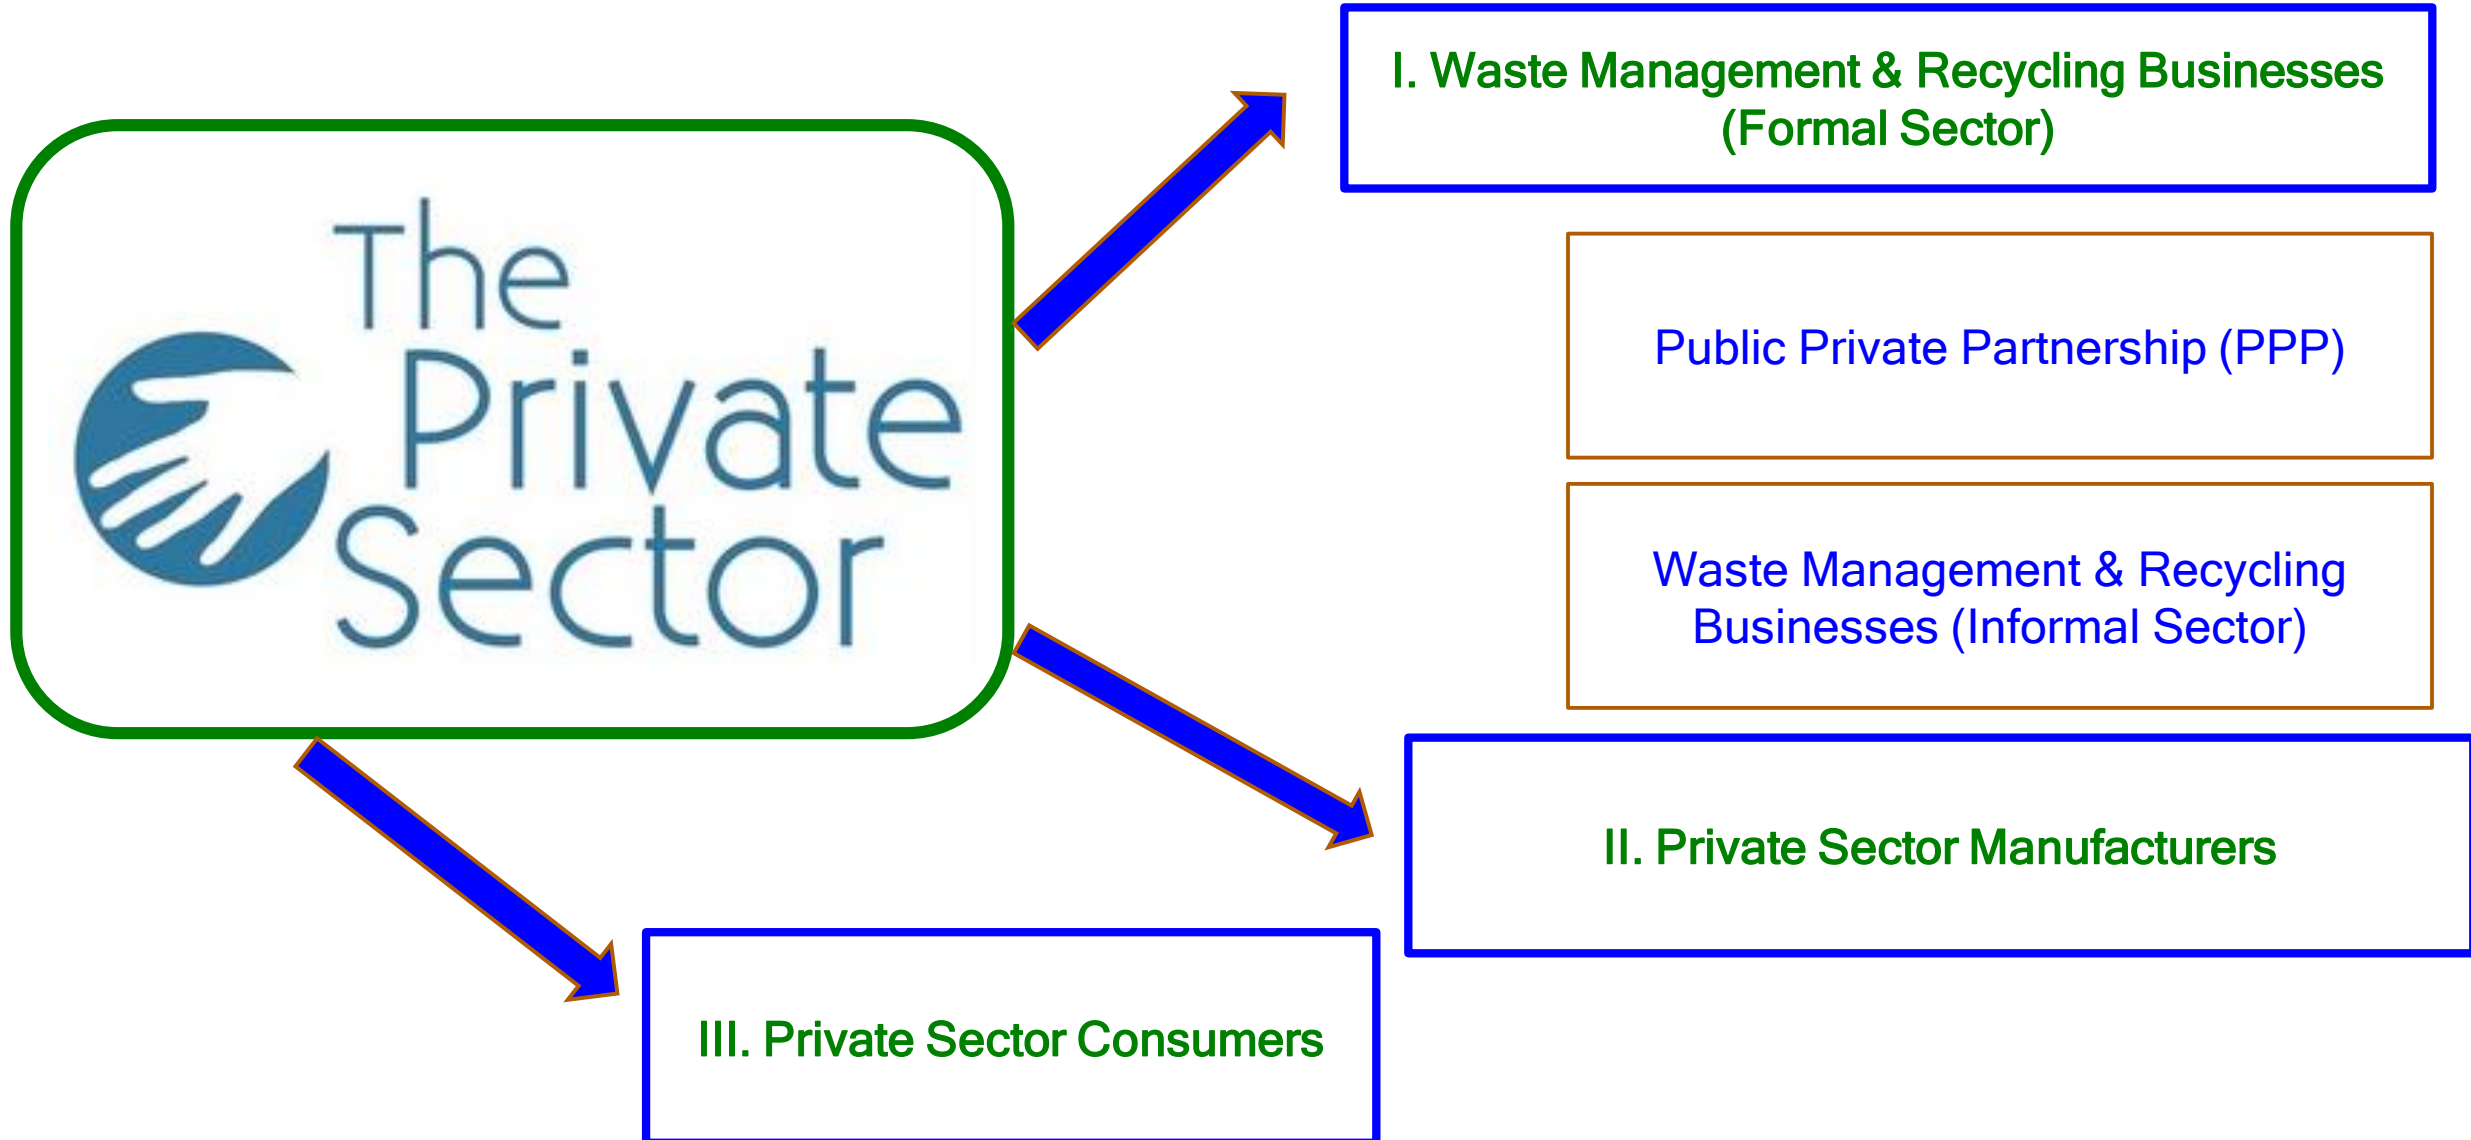 The
Private
Sector
I. Waste Management & Recycling Businesses
(Formal Sector)
Public Private Partnership (PPP)
Waste Management & Recycling
Businesses (Informal Sector)
II. Private Sector Manufacturers
III. Private Sector Consumers